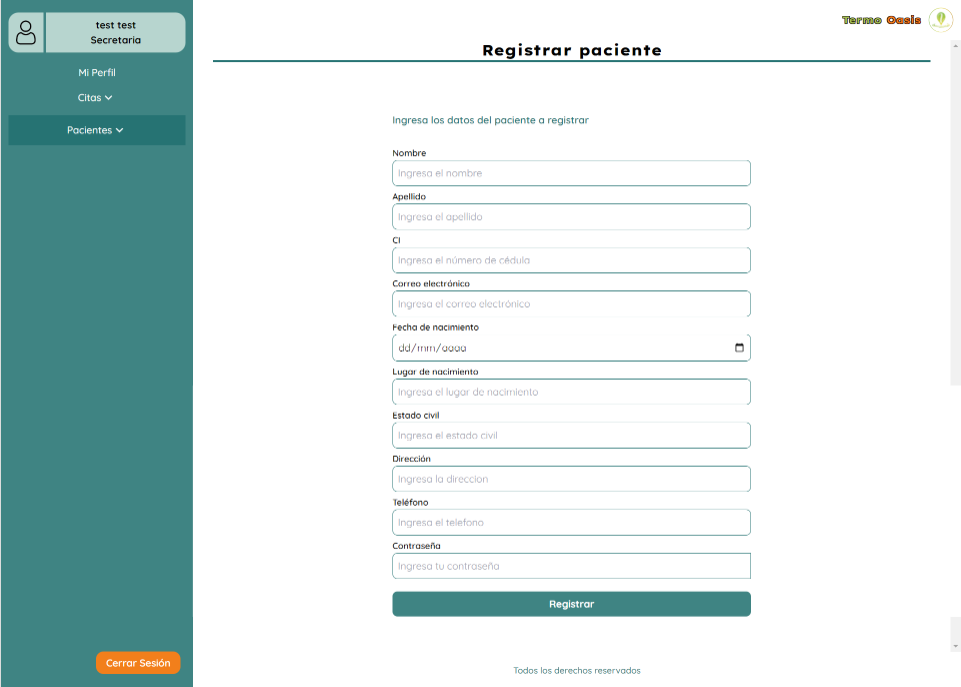 test test
Secretaria
Mi Perfil
Citas
Pacientes
Cerrar Sesión
Termo Oasis
Registrar paciente
Ingresa los datos del paciente a registrar
Nombre
Ingresa el nombre
Apellido
Ingresa el apellido
CI
Ingresa el número de cédula
Correo electrónico
Ingresa el correo electrónico
Fecha de nacimiento
dd/mm/aaaa
Lugar de nacimiento
Ingresa el lugar de nacimiento
Estado civil
Ingresa el estado civil
Dirección
Ingresa la direccion
Teléfono
Ingresa el telefono
Contraseña
Ingresa tu contraseña
Registrar
Todos los derechos reservados